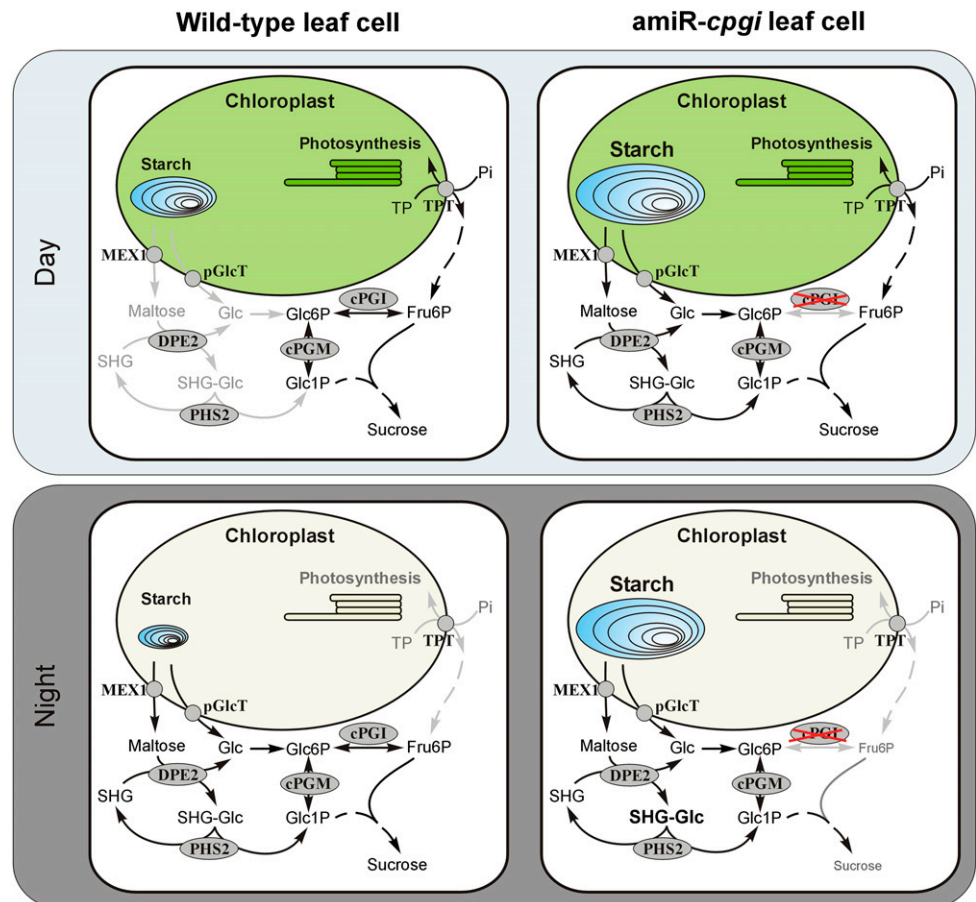 Wild-type leaf cell
amiR-cpgi leaf cell
Day
Chloroplast
Photosynthesis
Starch
Pi
TP
TPT
MEX1
pGlcT
cPGI
Maltose
Glc
Glc6P
Fru6P
DPE2
cPGM
SHG
SHG-Glc
Glc1P
PHS2
Sucrose
Chloroplast
Photosynthesis
Starch
Pi
TP
TPT
MEX1
pGlcT
cPGI
Maltose
Glc
Glc6P
Fru6P
DPE2
cPGM
SHG
SHG-Glc
Glc1P
PHS2
Sucrose
Night
Chloroplast
Photosynthesis
Starch
Pi
TP
TPT
MEX1
pGlcT
cPGI
Maltose
Glc
Glc6P
Fru6P
DPE2
cPGM
SHG
SHG-Glc
Glc1P
PHS2
Sucrose
Chloroplast
Photosynthesis
Starch
Pi
TP
TPT
MEX1
pGlcT
cPGI
Maltose
Glc
Glc6P
Fru6P
DPE2
cPGM
SHG
SHG-Glc
Glc1P
PHS2
Sucrose